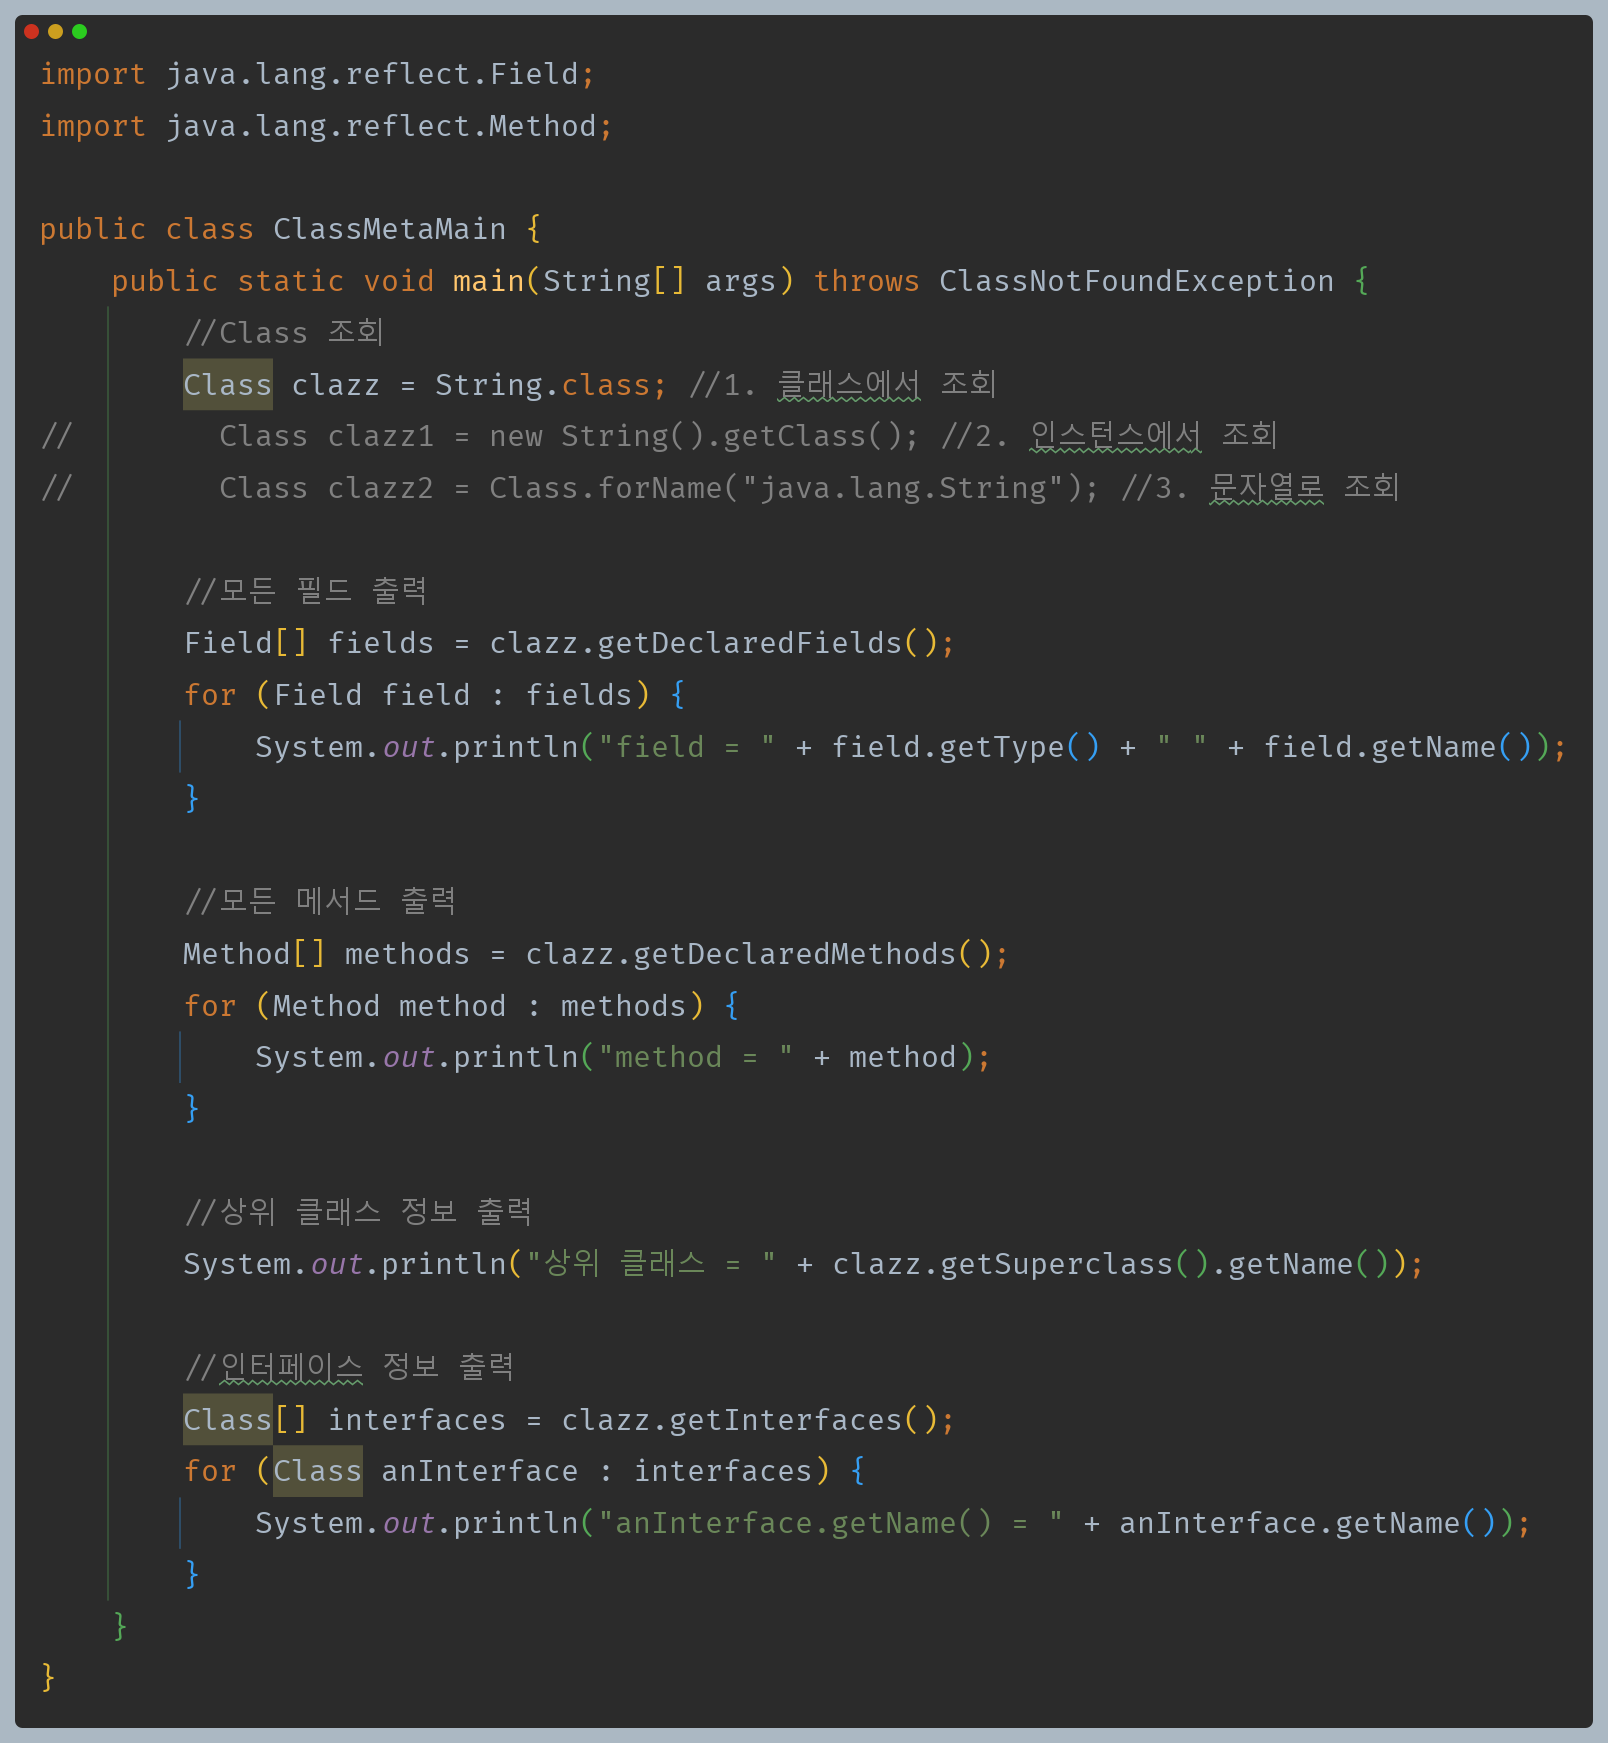 import java.lang.reflect.Field;
import java.lang.reflect.Method;
public class ClassMetaMain {
    public static void main(String[] args) throws ClassNotFoundException {
        //Class 조회
        Class clazz = String.class; //1. 클래스에서 조회
//        Class clazz1 = new String().getClass(); //2. 인스턴스에서 조회
//        Class clazz2 = Class.forName("java.lang.String"); //3. 문자열로 조회
        //모든 필드 출력
        Field[] fields = clazz.getDeclaredFields();
        for (Field field : fields) {
            System.out.println("field = " + field.getType() + " " + field.getName());
        }
        //모든 메서드 출력
        Method[] methods = clazz.getDeclaredMethods();
        for (Method method : methods) {
            System.out.println("method = " + method);
        }
        //상위 클래스 정보 출력
        System.out.println("상위 클래스 = " + clazz.getSuperclass().getName());
        //인터페이스 정보 출력
        Class[] interfaces = clazz.getInterfaces();
        for (Class anInterface : interfaces) {
            System.out.println("anInterface.getName() = " + anInterface.getName());
        }
    }
}